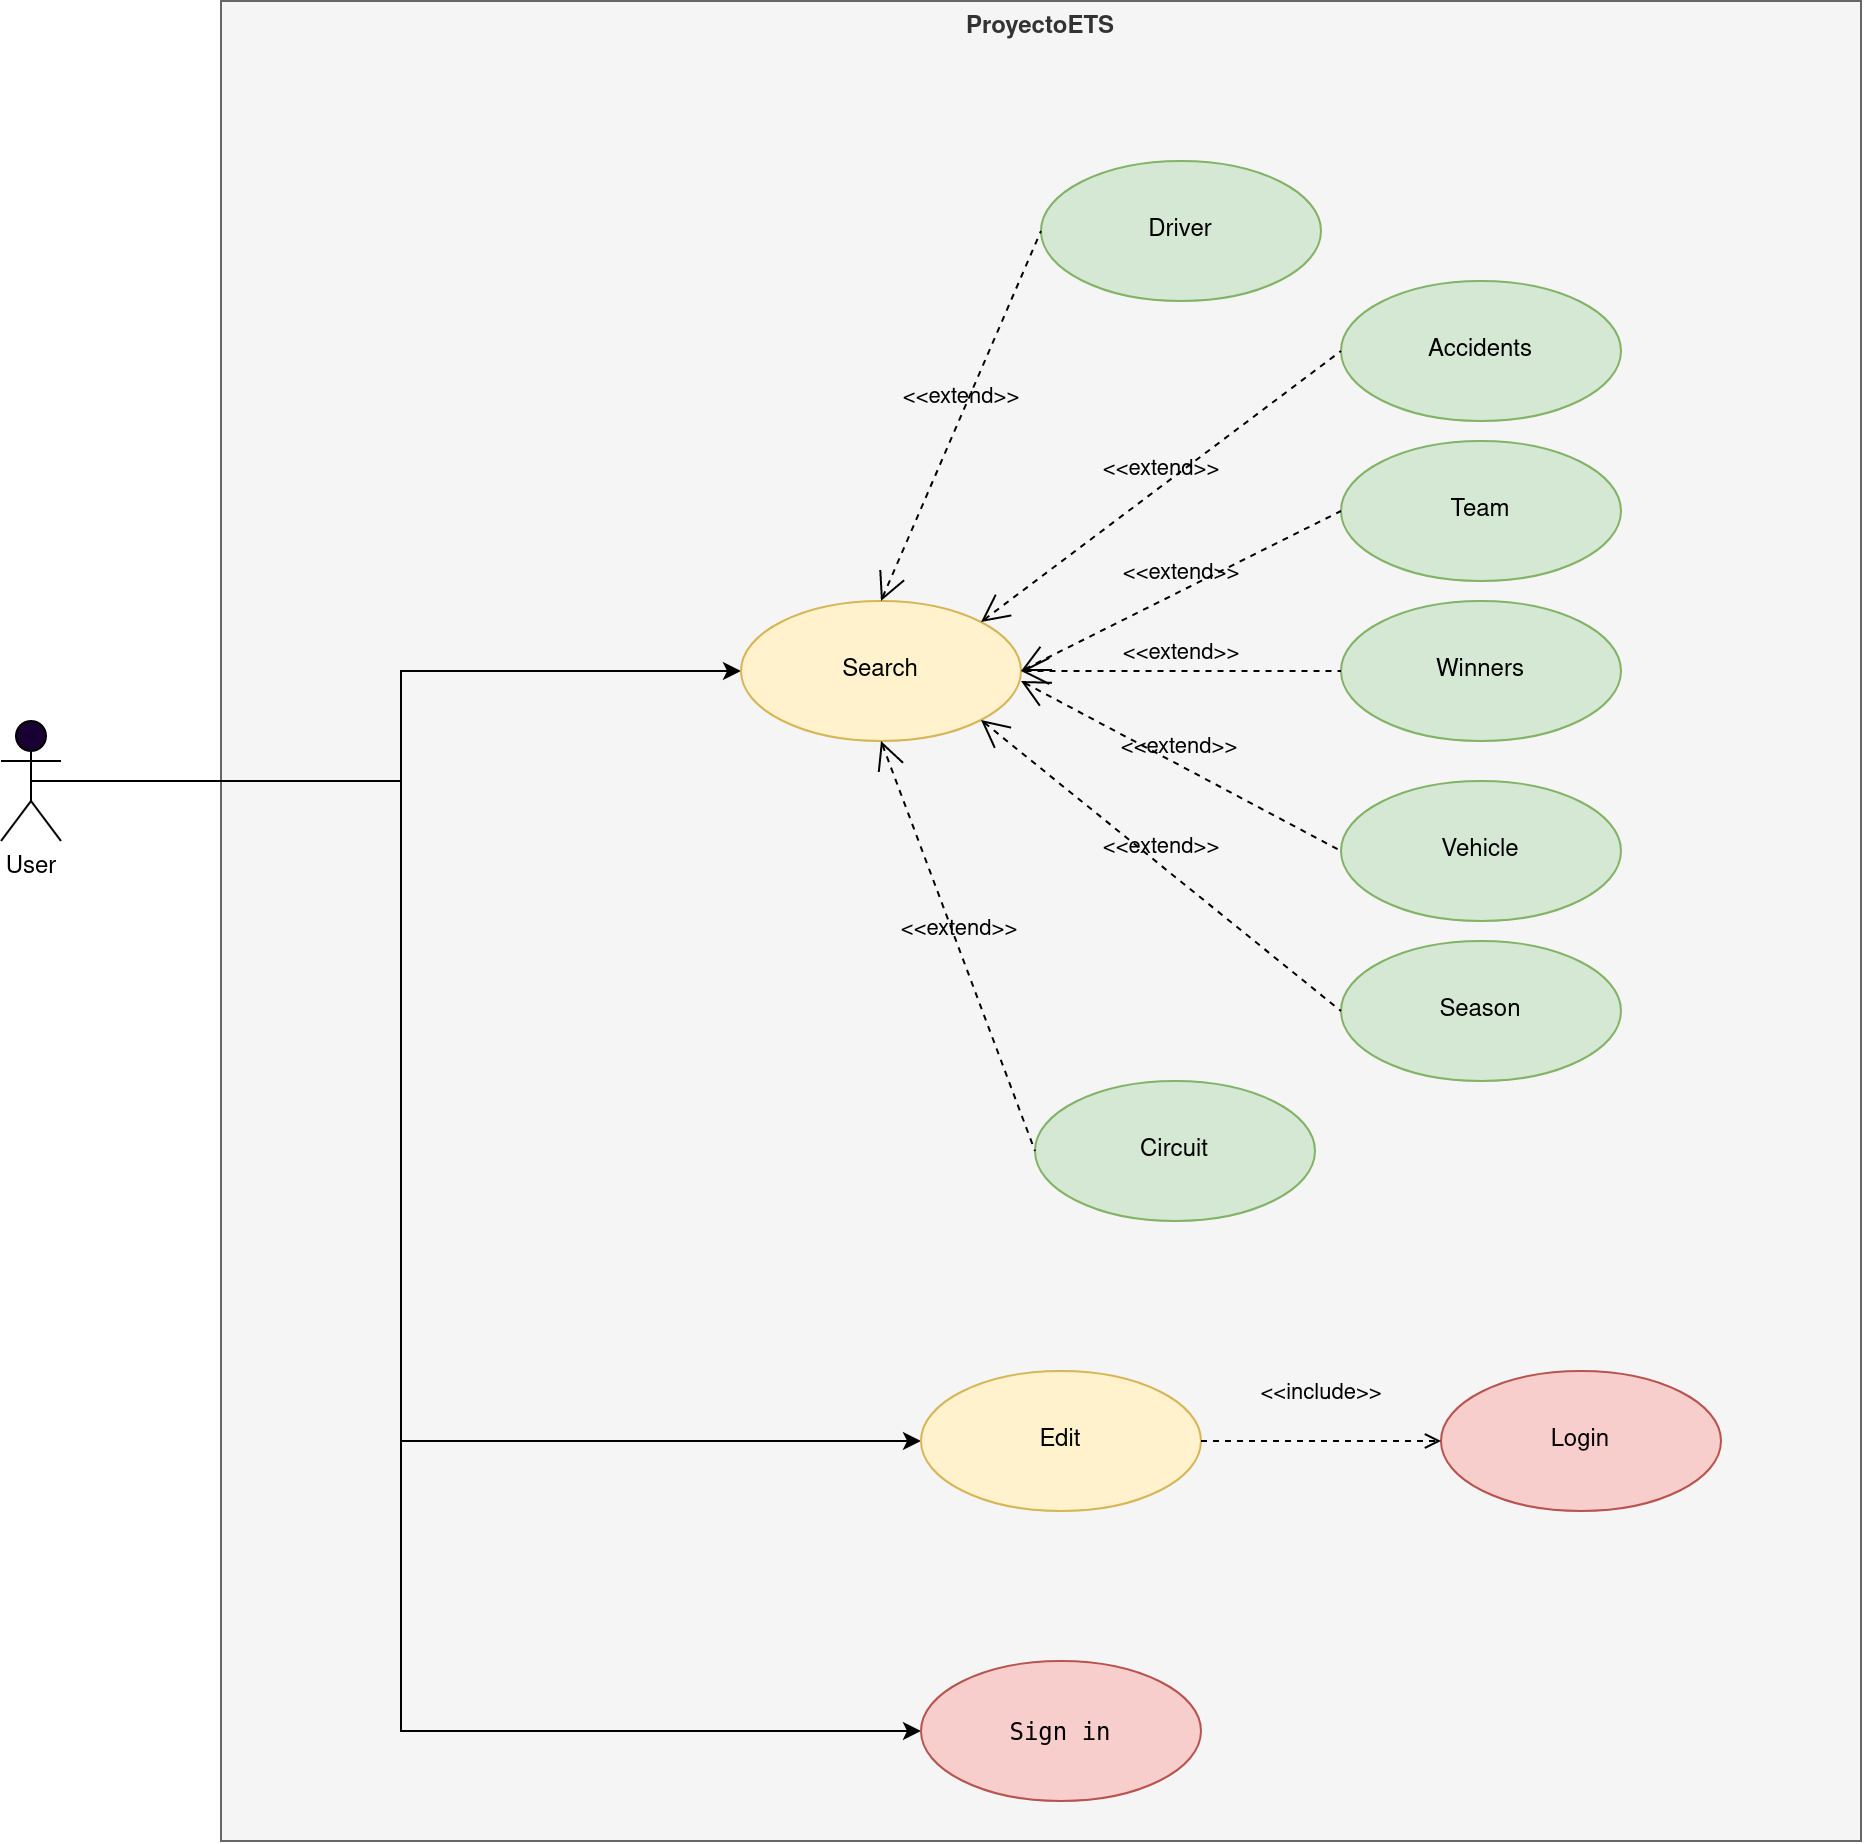 ProyectoETS
Driver
Accidents
<<extend>>
<<extend>>
Team
<<extend>>
<<extend>>
Search
Winners
<<extend>>
User
<<extend>>
Vehicle
<<extend>>
Season
Circuit
<<include>>
Edit
Login
Sign in